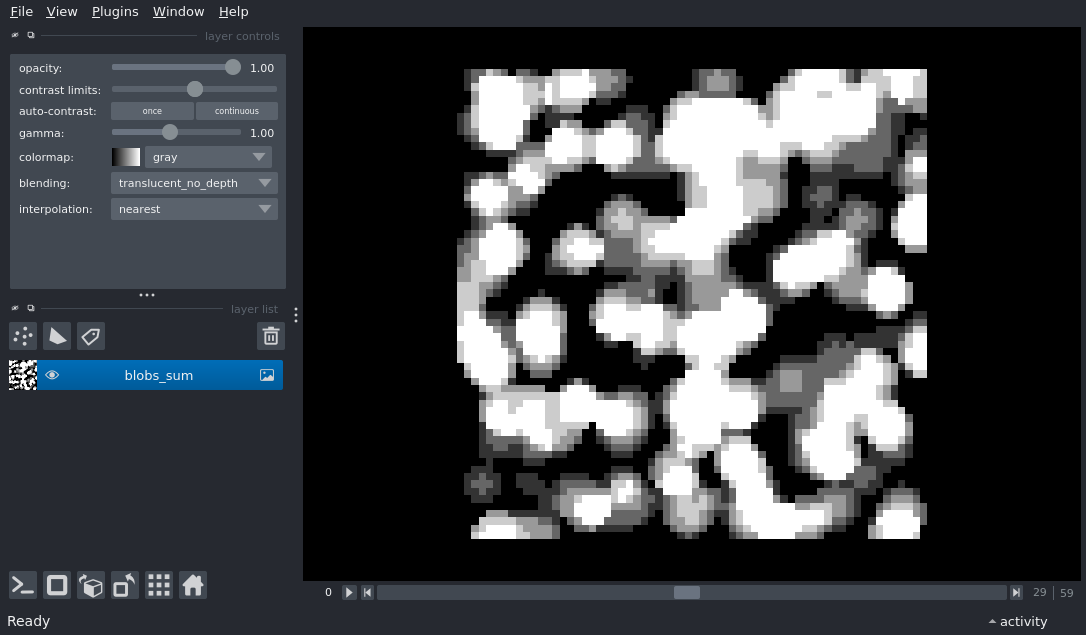 File View Plugins Window Help
layer controls
opacity: 1.00
contrast limits:
auto-contrast: once continuous
gamma: 1.00
colormap: gray
blending: translucent_no_depth
interpolation: nearest
layer list
blobs_sum
0 29 | 59
Ready activity